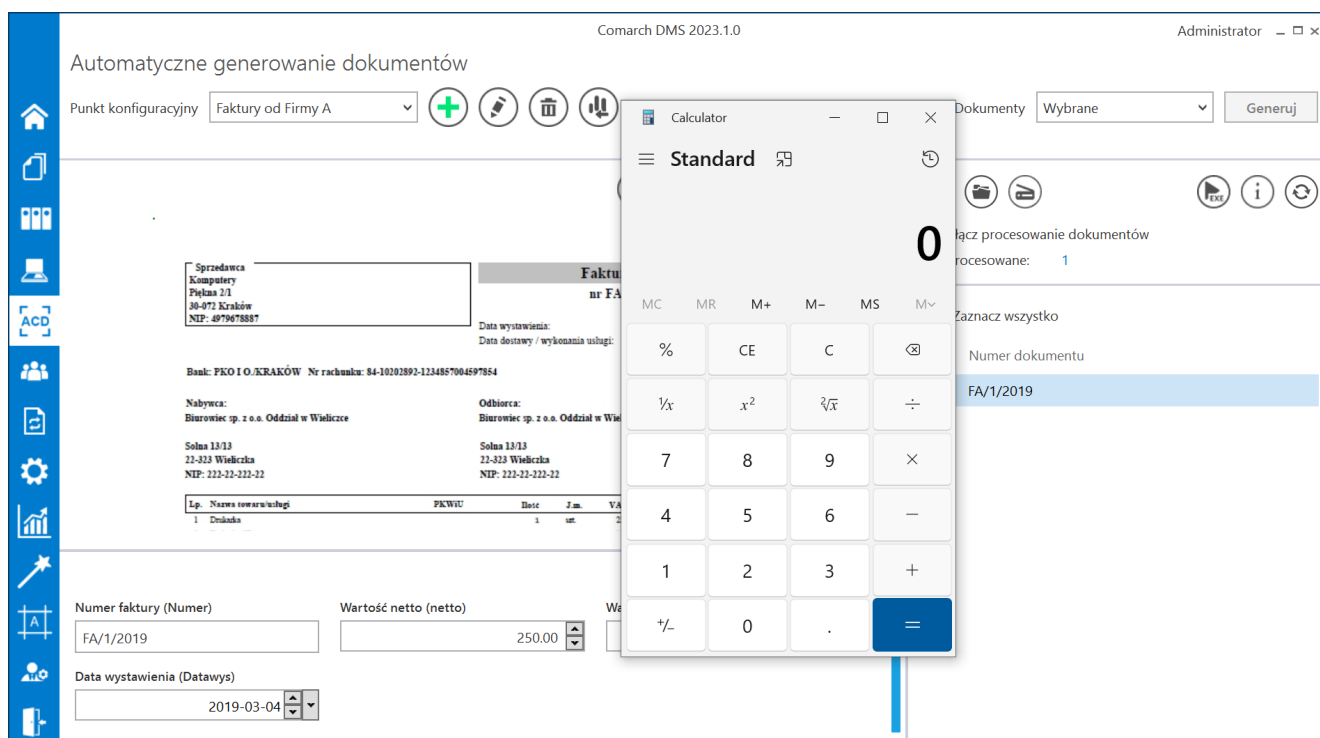 Comarch DMS 2023.1.0
Administrator
Automatyczne generowanie dokumentów
Punkt konfiguracyjny
Faktury od Firmy A
Dokumenty
Wybrane
Generuj
ACD
A
Sprzedawca
Komputery
Piękna 2/1
30-072 Kraków
NIP: 4979678887
Faktu
nr FA
Data wystawienia:
Data dostawy / wykonania usługi:
Bank: PKO I O./KRAKÓW Nr rachunku: 84-10202892-1234857004597854
Nabywca:
Biurowiec sp. z o.o. Oddział w Wieliczce
Solna 13/13
22-323 Wieliczka
NIP: 222-22-222-22
Odbiorca:
Biurowiec sp. z o.o. Oddział w Wie
Solna 13/13
22-323 Wieliczka
NIP: 222-22-222-22
Lp. Nazwa towaru/usługi PKWiU Ilość J.m. VA
1 Drukarka 1 szt. 2
Numer faktury (Numer)
FA/1/2019
Wartość netto (netto)
250.00
Wa
Data wystawienia (Datawys)
2019-03-04
Calculator
Standard
0
MC MR M+ M− MS M
% CE C
1/x x² ²√x ÷
7 8 9 ×
4 5 6 −
1 2 3 +
+/− 0 . =
EXE
i
łącz procesowanie dokumentów
rocesowane: 1
Zaznacz wszystko
Numer dokumentu
FA/1/2019